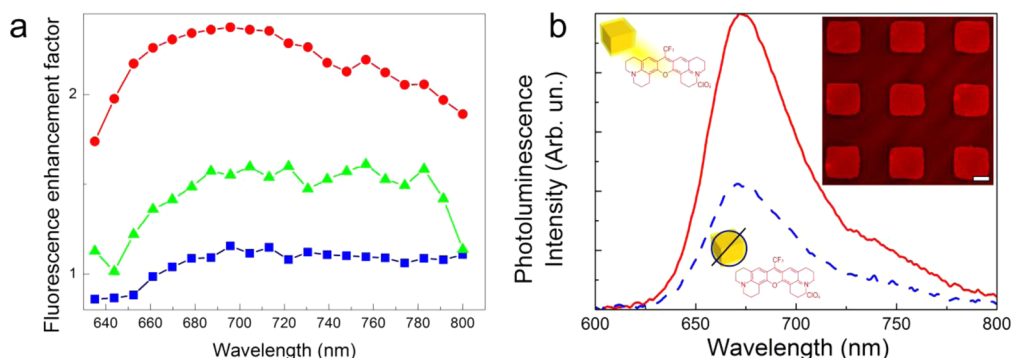 a
Fluorescence enhancement factor
2
1
640 660 680 700 720 740 760 780 800
Wavelength (nm)
b
Photoluminescence
Intensity (Arb. un.)
CF₃
N
O
N
ClO₄
CF₃
N
O
N
ClO₄
600 650 700 750 800
Wavelength (nm)